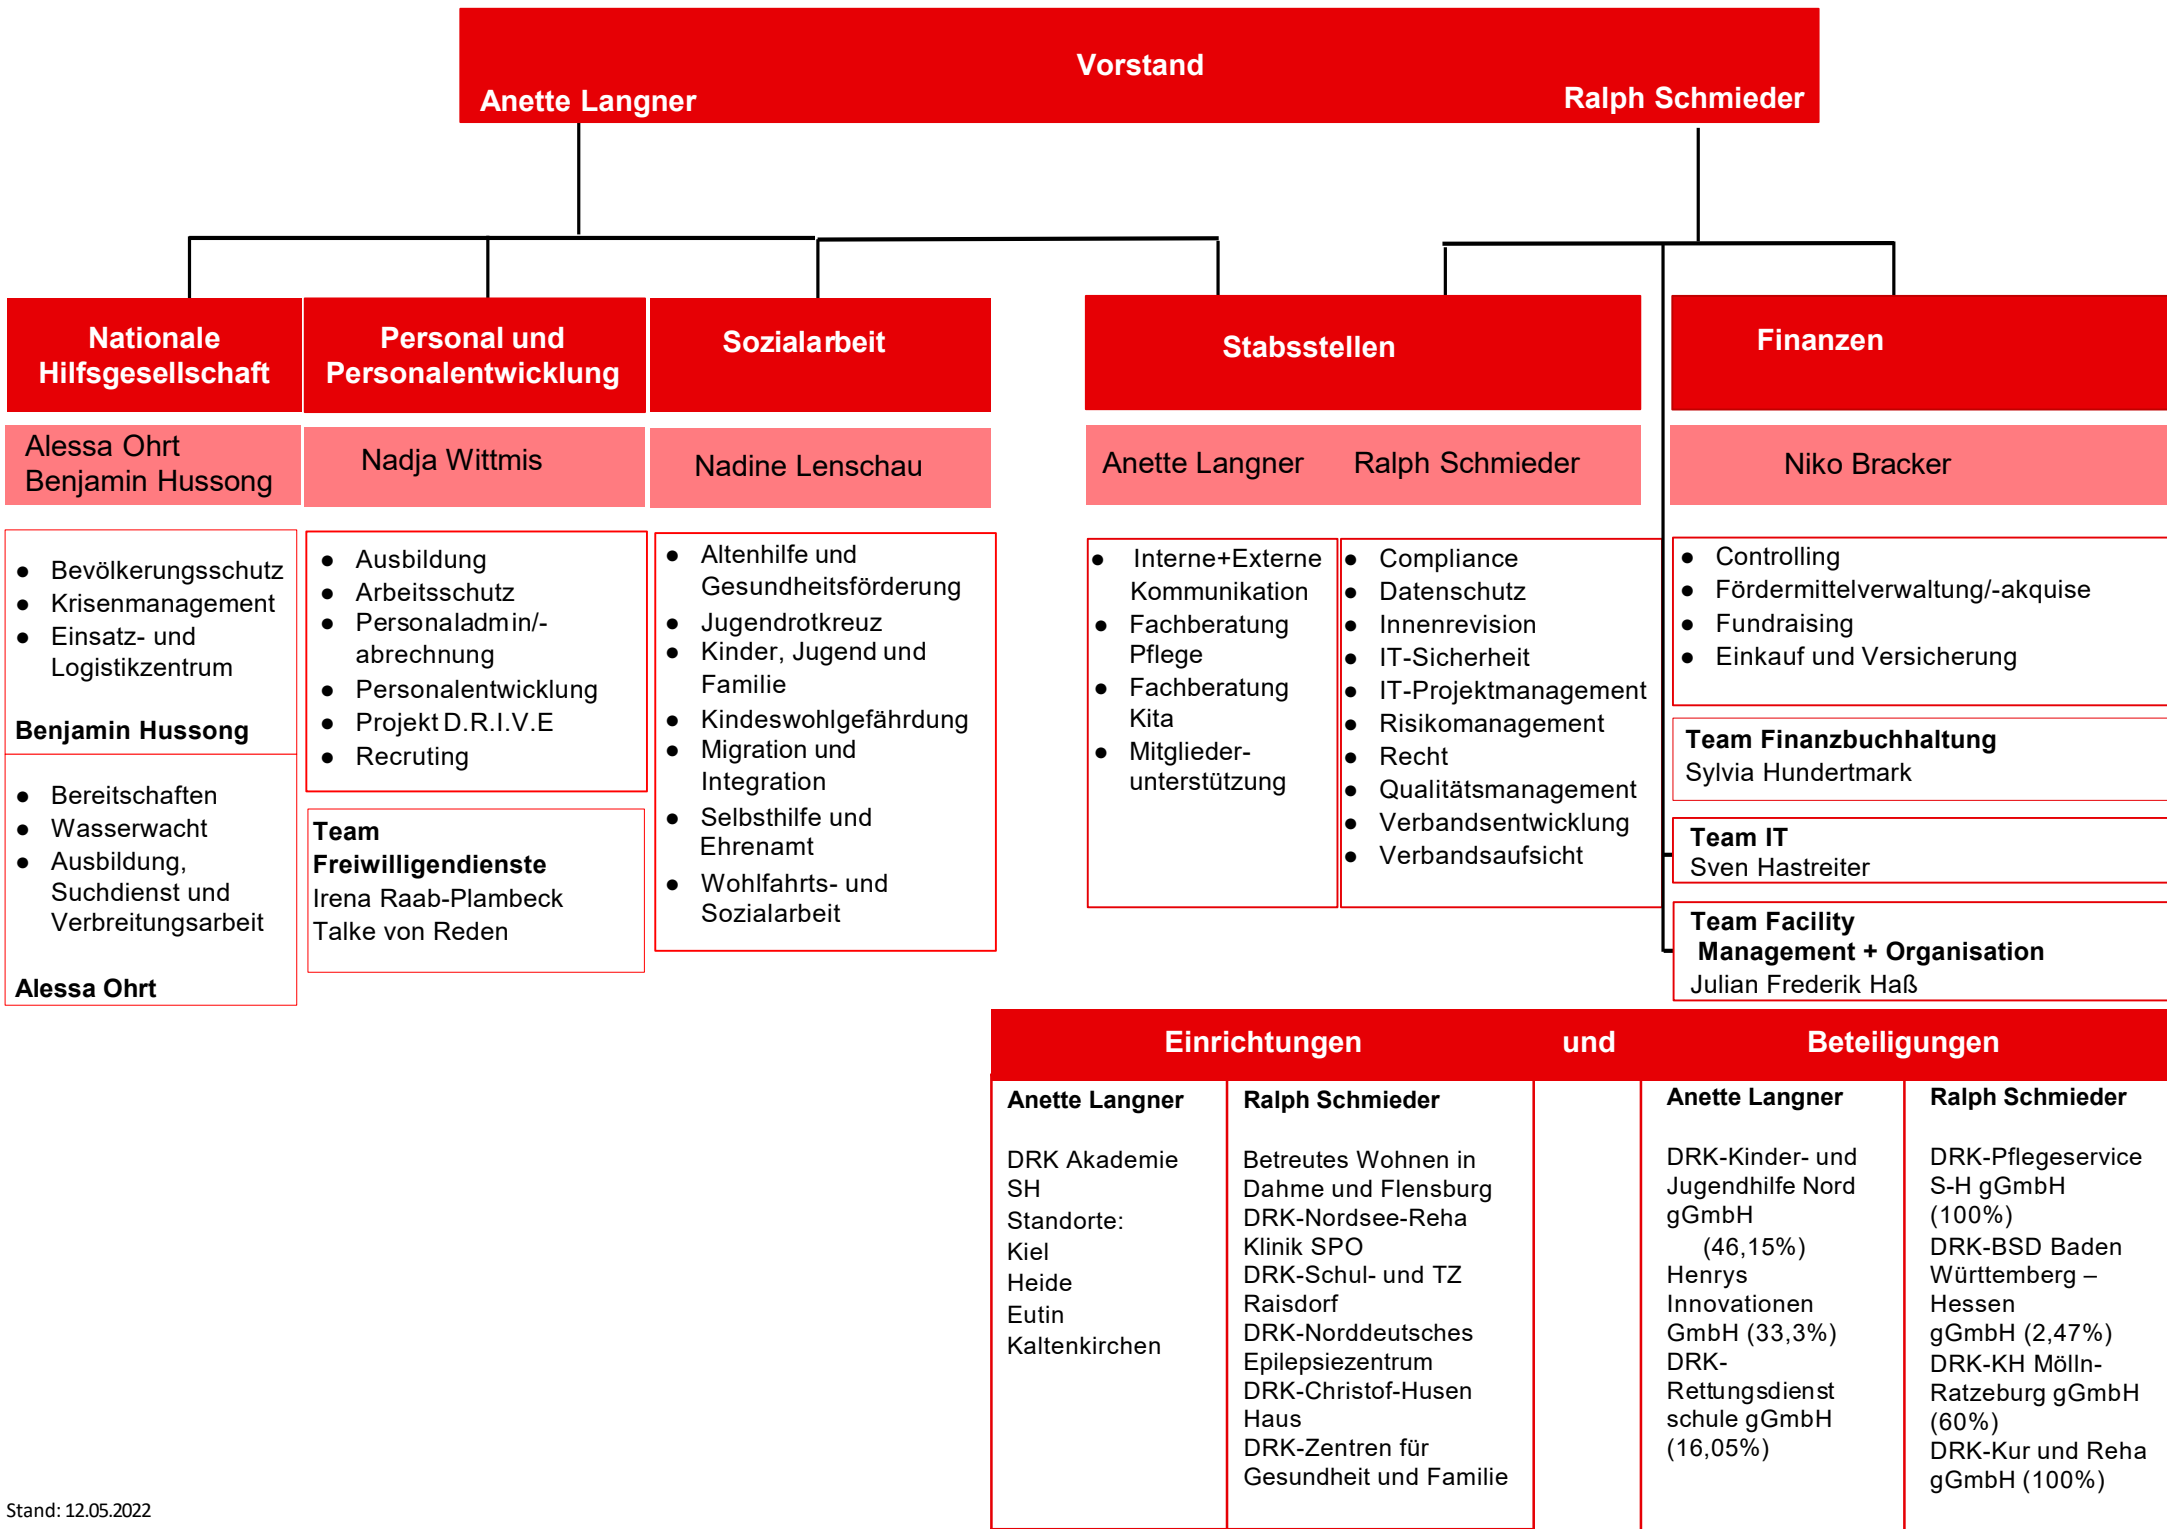 Vorstand
Anette Langner
Ralph Schmieder
Nationale
Hilfsgesellschaft
Alessa Ohrt
Benjamin Hussong
● Bevölkerungsschutz
● Krisenmanagement
● Einsatz- und
Logistikzentrum
Benjamin Hussong
● Bereitschaften
● Wasserwacht
● Ausbildung,
Suchdienst und
Verbreitungsarbeit
Alessa Ohrt
Personal und
Personalentwicklung
Nadja Wittmis
● Ausbildung
● Arbeitsschutz
● Personaladmin/-
abrechnung
● Personalentwicklung
● Projekt D.R.I.V.E
● Recruting
Team
Freiwilligendienste
Irena Raab-Plambeck
Talke von Reden
Sozialarbeit
Nadine Lenschau
● Altenhilfe und
Gesundheitsförderung
● Jugendrotkreuz
● Kinder, Jugend und
Familie
● Kindeswohlgefährdung
● Migration und
Integration
● Selbsthilfe und
Ehrenamt
● Wohlfahrts- und
Sozialarbeit
Stabsstellen
Anette Langner
● Interne+Externe
Kommunikation
● Fachberatung
Pflege
● Fachberatung
Kita
● Mitglieder-
unterstützung
Ralph Schmieder
● Compliance
● Datenschutz
● Innenrevision
● IT-Sicherheit
● IT-Projektmanagement
● Risikomanagement
● Recht
● Qualitätsmanagement
● Verbandsentwicklung
● Verbandsaufsicht
Finanzen
Niko Bracker
● Controlling
● Fördermittelverwaltung/-akquise
● Fundraising
● Einkauf und Versicherung
Team Finanzbuchhaltung
Sylvia Hundertmark
Team IT
Sven Hastreiter
Team Facility
Management + Organisation
Julian Frederik Haß
Einrichtungen und Beteiligungen
Anette Langner
DRK Akademie
SH
Standorte:
Kiel
Heide
Eutin
Kaltenkirchen
Ralph Schmieder
Betreutes Wohnen in
Dahme und Flensburg
DRK-Nordsee-Reha
Klinik SPO
DRK-Schul- und TZ
Raisdorf
DRK-Norddeutsches
Epilepsiezentrum
DRK-Christof-Husen
Haus
DRK-Zentren für
Gesundheit und Familie
Anette Langner
DRK-Kinder- und
Jugendhilfe Nord
gGmbH
(46,15%)
Henrys
Innovationen
GmbH (33,3%)
DRK-
Rettungsdienst
schule gGmbH
(16,05%)
Ralph Schmieder
DRK-Pflegeservice
S-H gGmbH
(100%)
DRK-BSD Baden
Württemberg –
Hessen
gGmbH (2,47%)
DRK-KH Mölln-
Ratzeburg gGmbH
(60%)
DRK-Kur und Reha
gGmbH (100%)
Stand: 12.05.2022